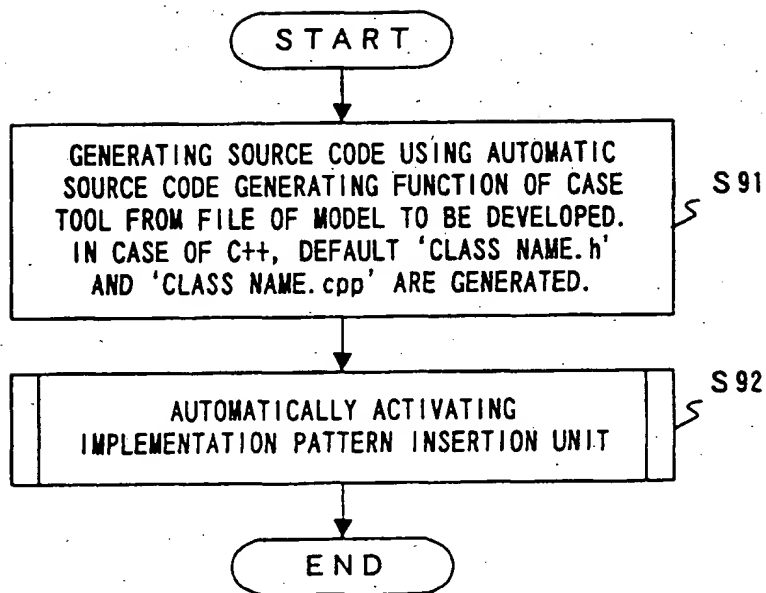 START
GENERATING SOURCE CODE USING AUTOMATIC
SOURCE CODE GENERATING FUNCTION OF CASE
TOOL FROM FILE OF MODEL TO BE DEVELOPED.
IN CASE OF C++, DEFAULT 'CLASS NAME.h'
AND 'CLASS NAME.cpp' ARE GENERATED.
S91
AUTOMATICALLY ACTIVATING
IMPLEMENTATION PATTERN INSERTION UNIT
S92
END